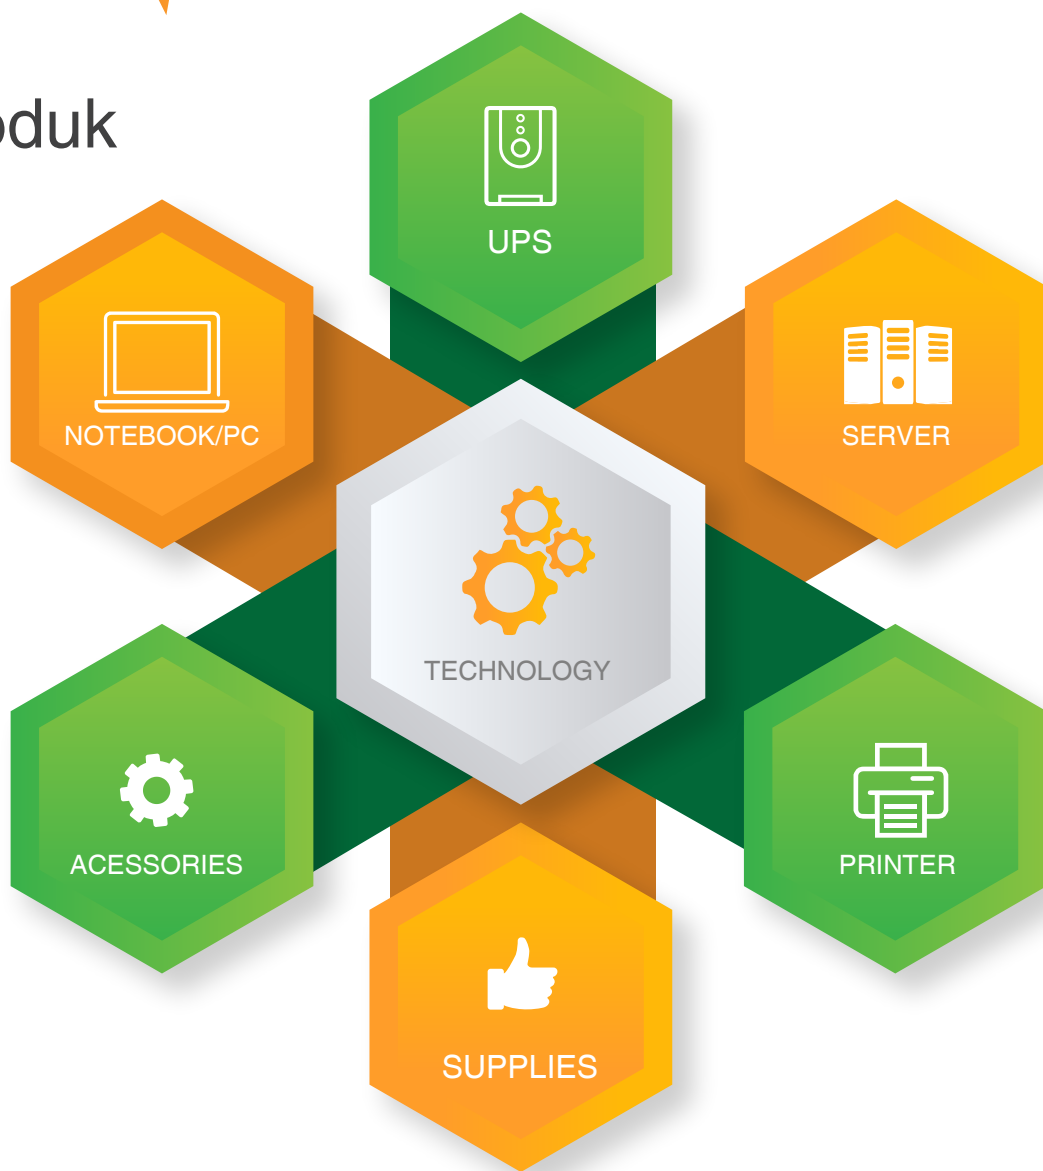 oduk
UPS
NOTEBOOK/PC
SERVER
TECHNOLOGY
ACESSORIES
PRINTER
SUPPLIES